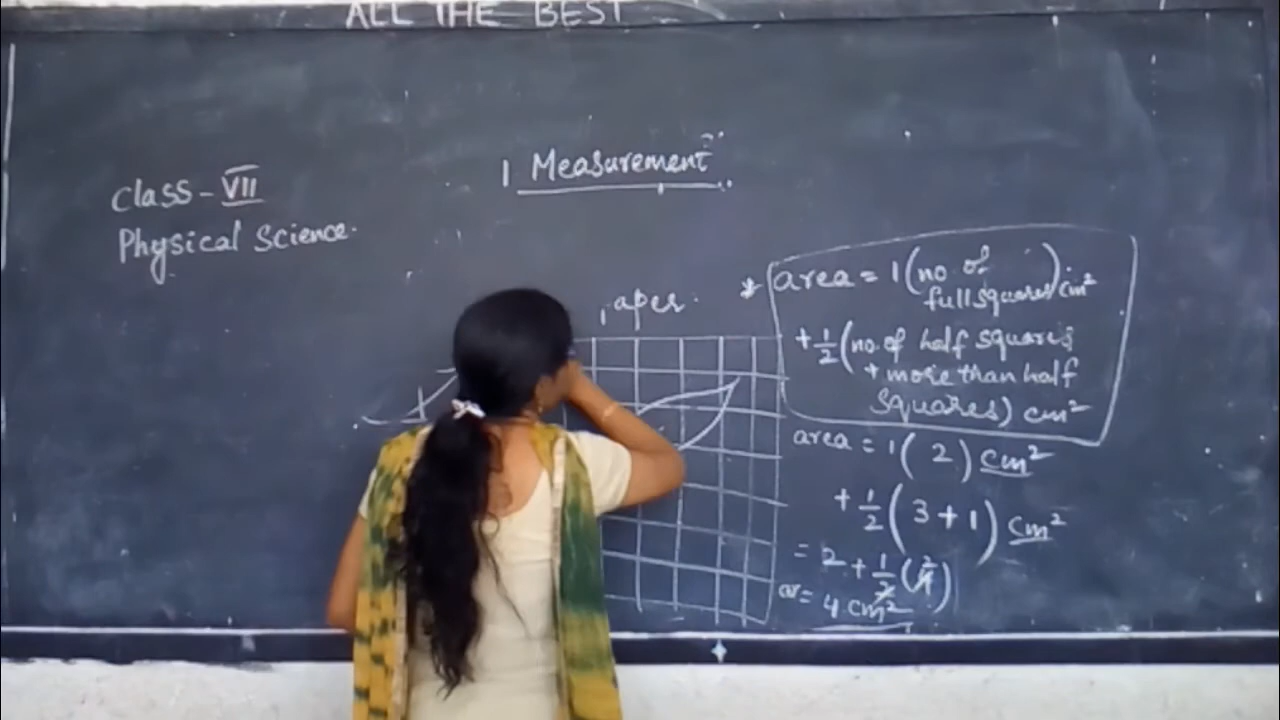 ALL THE BEST
1 Measurement
Class - VII
Physical Science.
* area = 1 (no. of
full squares) cm²
+ 1/2 (no. of half squares
+ more than half
squares) cm²
area = 1 ( 2 ) cm²
+ 1/2 ( 3 + 1 ) cm²
= 2 + 1/2 (4) 2
= 4 cm²